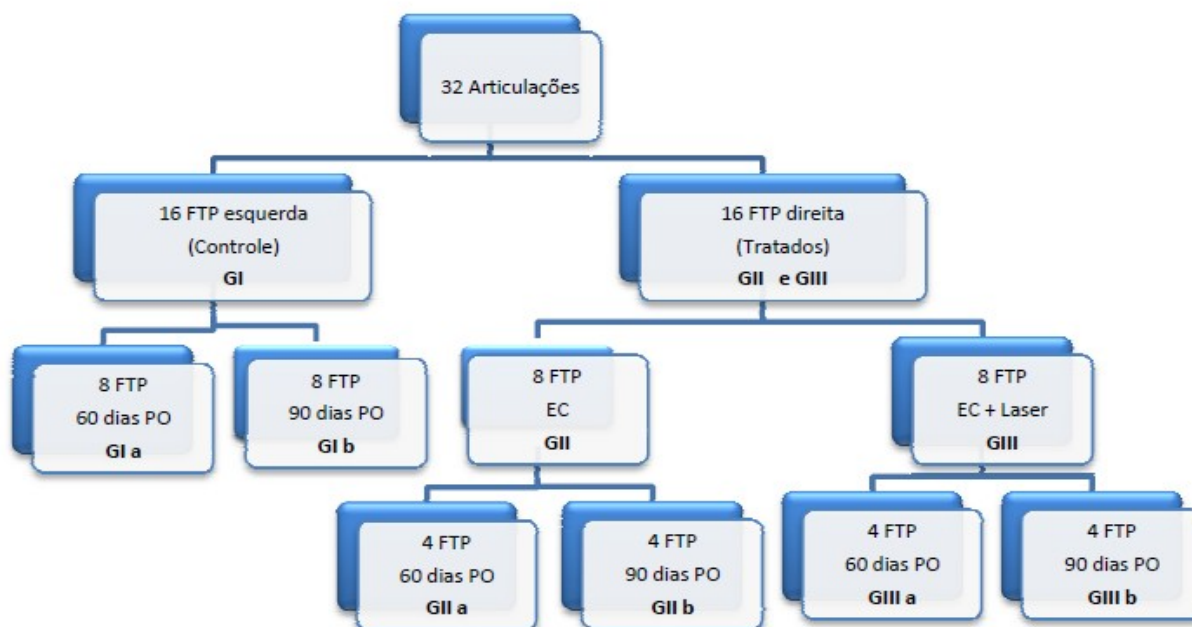 32 Articulações
16 FTP esquerda
(Controle)
GI
16 FTP direita
(Tratados)
GII e GIII
8 FTP
60 dias PO
GI a
8 FTP
90 dias PO
GI b
8 FTP
EC
GII
8 FTP
EC + Laser
GIII
4 FTP
60 dias PO
GII a
4 FTP
90 dias PO
GII b
4 FTP
60 dias PO
GIII a
4 FTP
90 dias PO
GIII b